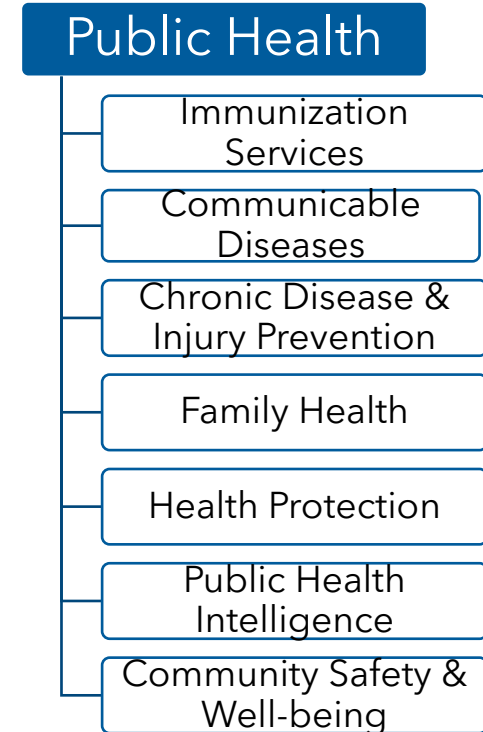 Public Health
Immunization
Services
Communicable
Diseases
Chronic Disease &
Injury Prevention
Family Health
Health Protection
Public Health
Intelligence
Community Safety &
Well-being